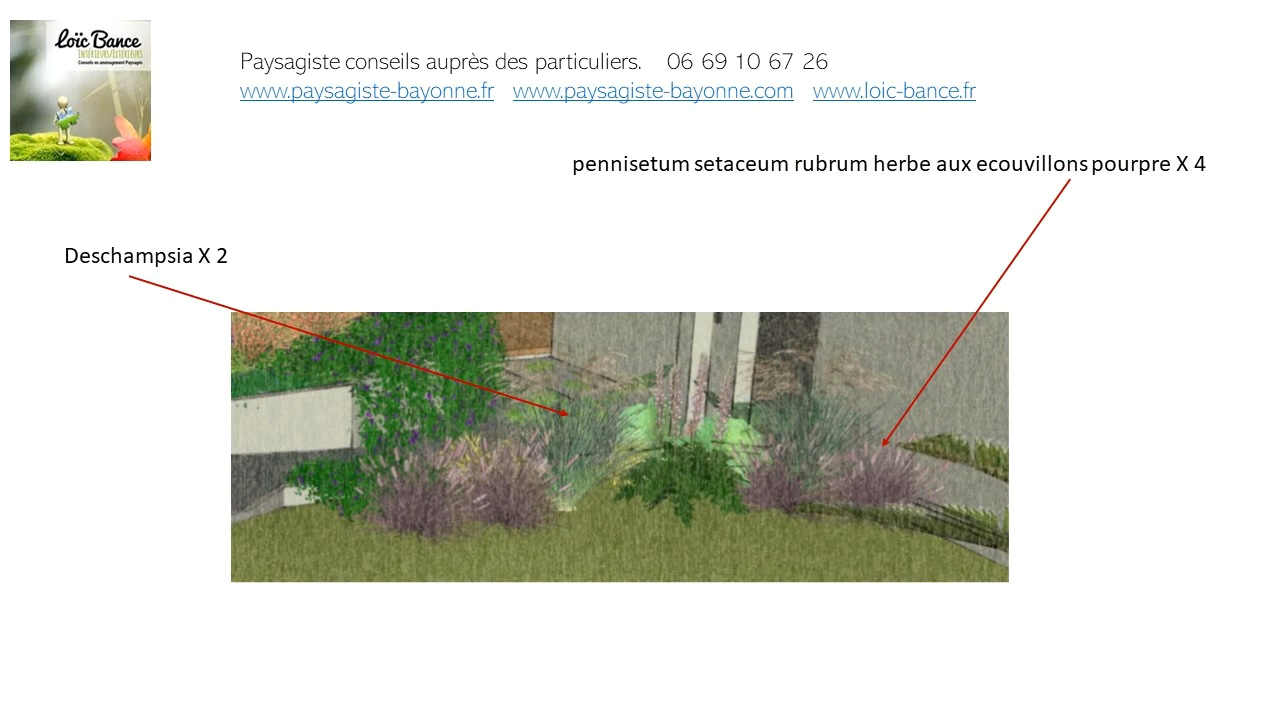 Loïc Bance
INTÉRIEURS/EXTÉRIEURS
Conseils en aménagement Paysagés
Paysagiste conseils auprès des particuliers. 06 69 10 67 26
www.paysagiste-bayonne.fr www.paysagiste-bayonne.com www.loic-bance.fr
pennisetum setaceum rubrum herbe aux ecouvillons pourpre X 4
Deschampsia X 2